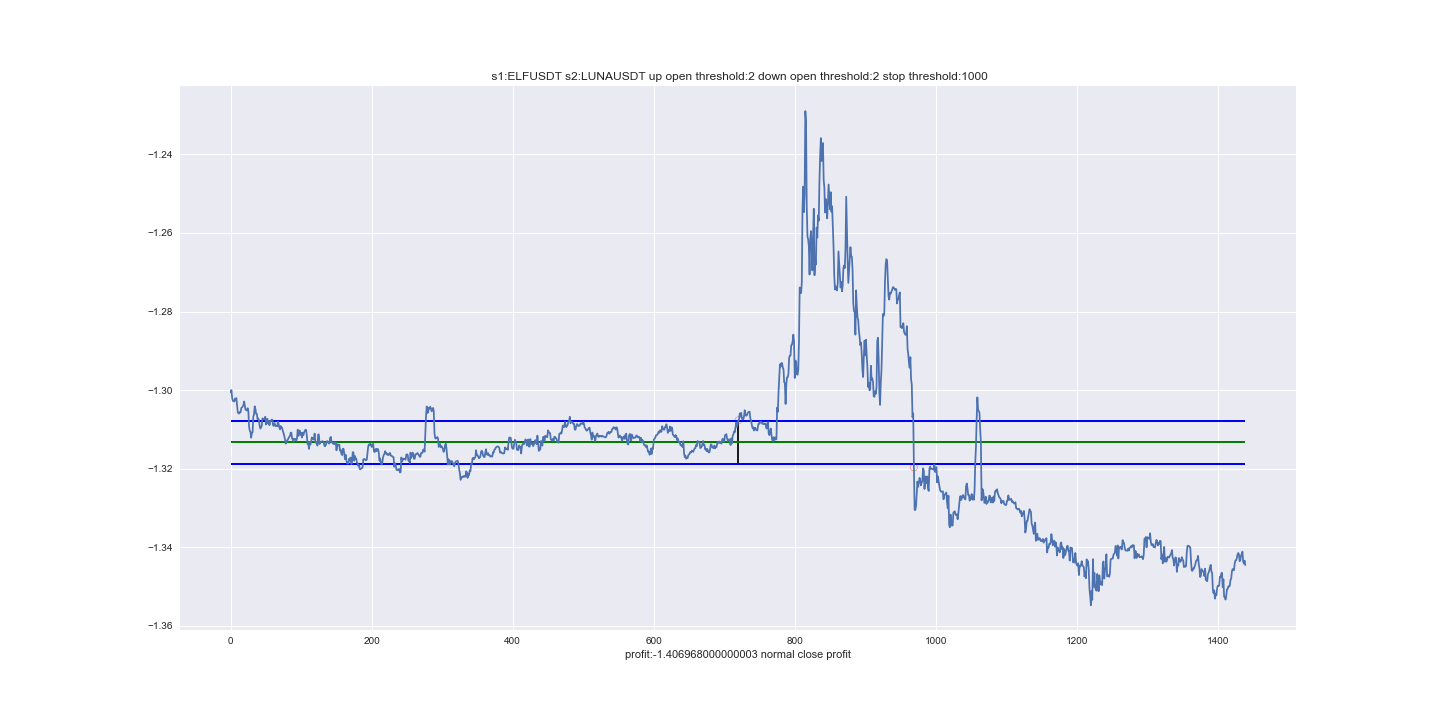 s1:ELFUSDT s2:LUNAUSDT up open threshold:2 down open threshold:2 stop threshold:1000
−1.24
−1.26
−1.28
−1.30
−1.32
−1.34
−1.36
0 200 400 600 800 1000 1200 1400
profit:-1.406968000000003 normal close profit